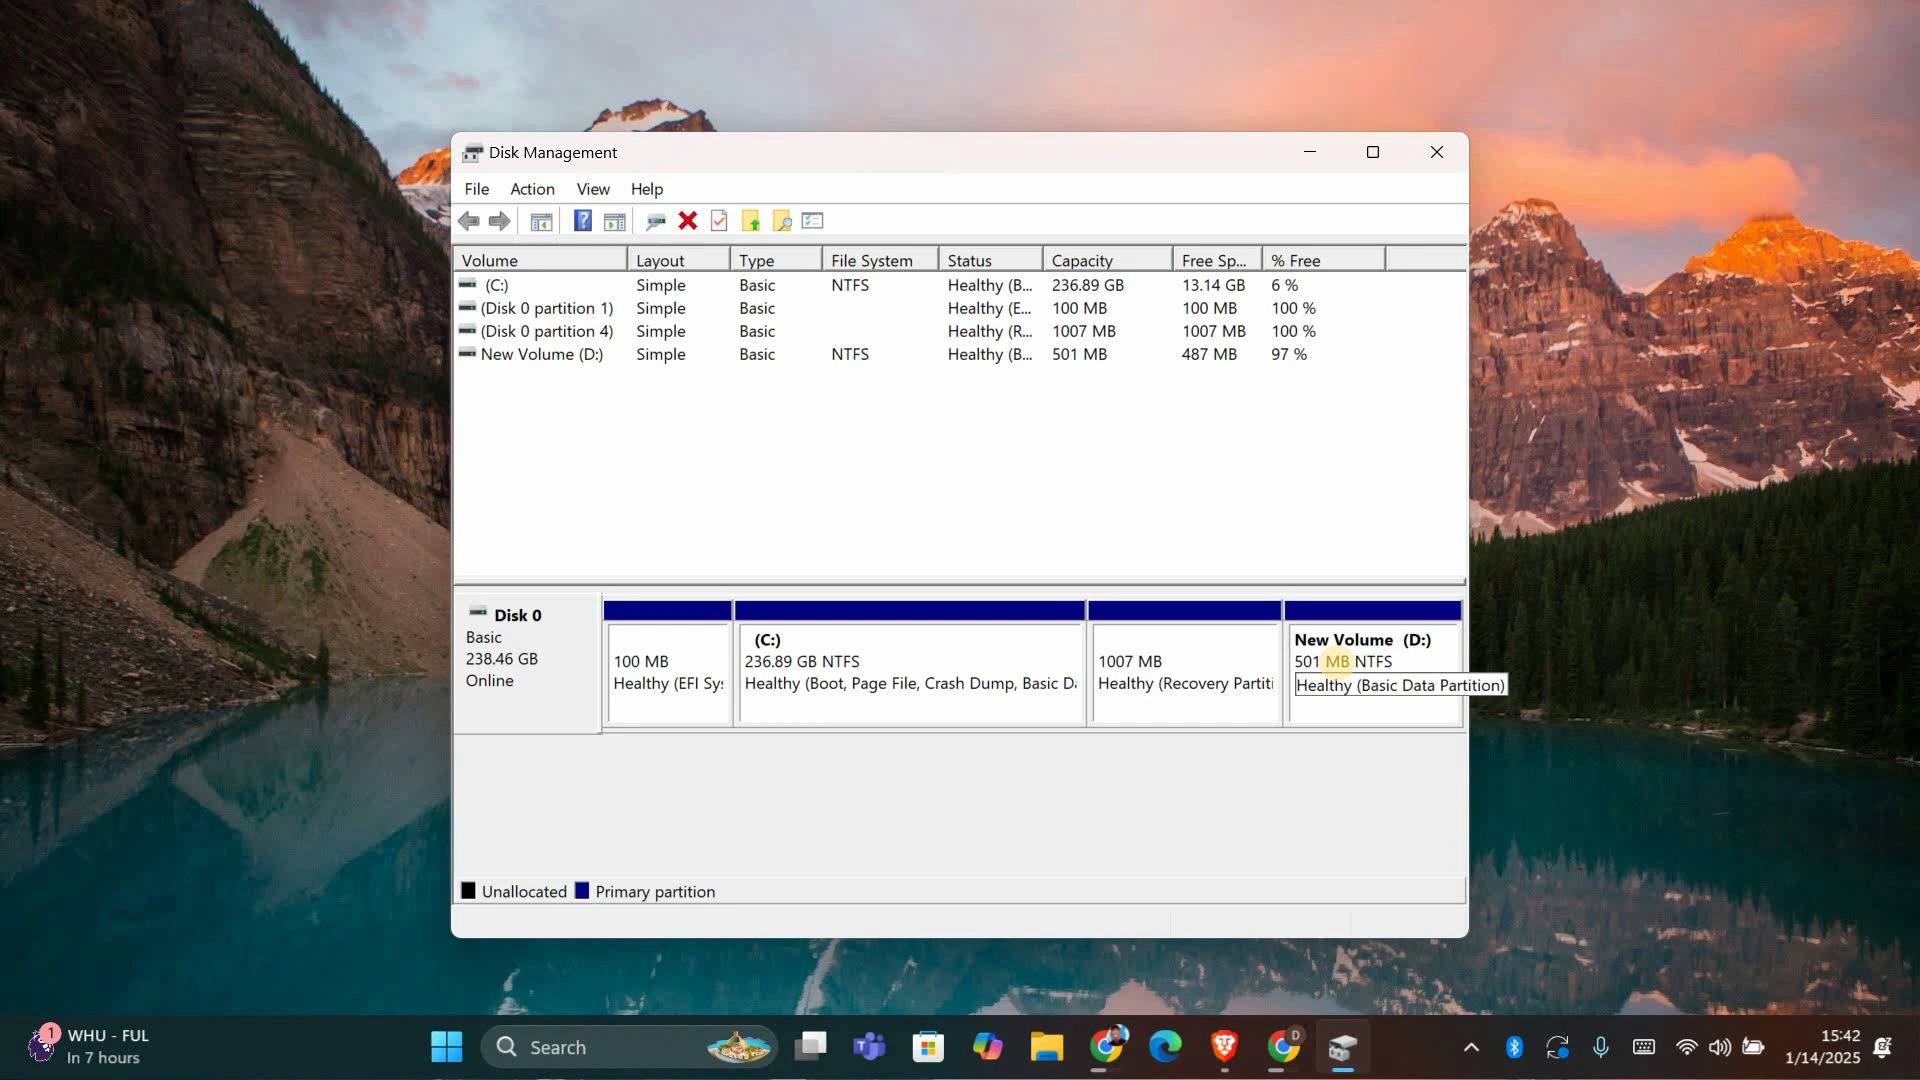 Disk Management
File Action View Help
Volume Layout Type File System Status Capacity Free Sp... % Free
(C:) Simple Basic NTFS Healthy (B... 236.89 GB 13.14 GB 6 %
(Disk 0 partition 1) Simple Basic Healthy (E... 100 MB 100 MB 100 %
(Disk 0 partition 4) Simple Basic Healthy (R... 1007 MB 1007 MB 100 %
New Volume (D:) Simple Basic NTFS Healthy (B... 501 MB 487 MB 97 %
Disk 0
Basic
238.46 GB
Online
100 MB
Healthy (EFI Sy
(C:)
236.89 GB NTFS
Healthy (Boot, Page File, Crash Dump, Basic Da
1007 MB
Healthy (Recovery Partiti
New Volume (D:)
501 MB NTFS
Healthy (Basic Data Partition)
Unallocated Primary partition
1
WHU - FUL
In 7 hours
Search
D
15:42
1/14/2025